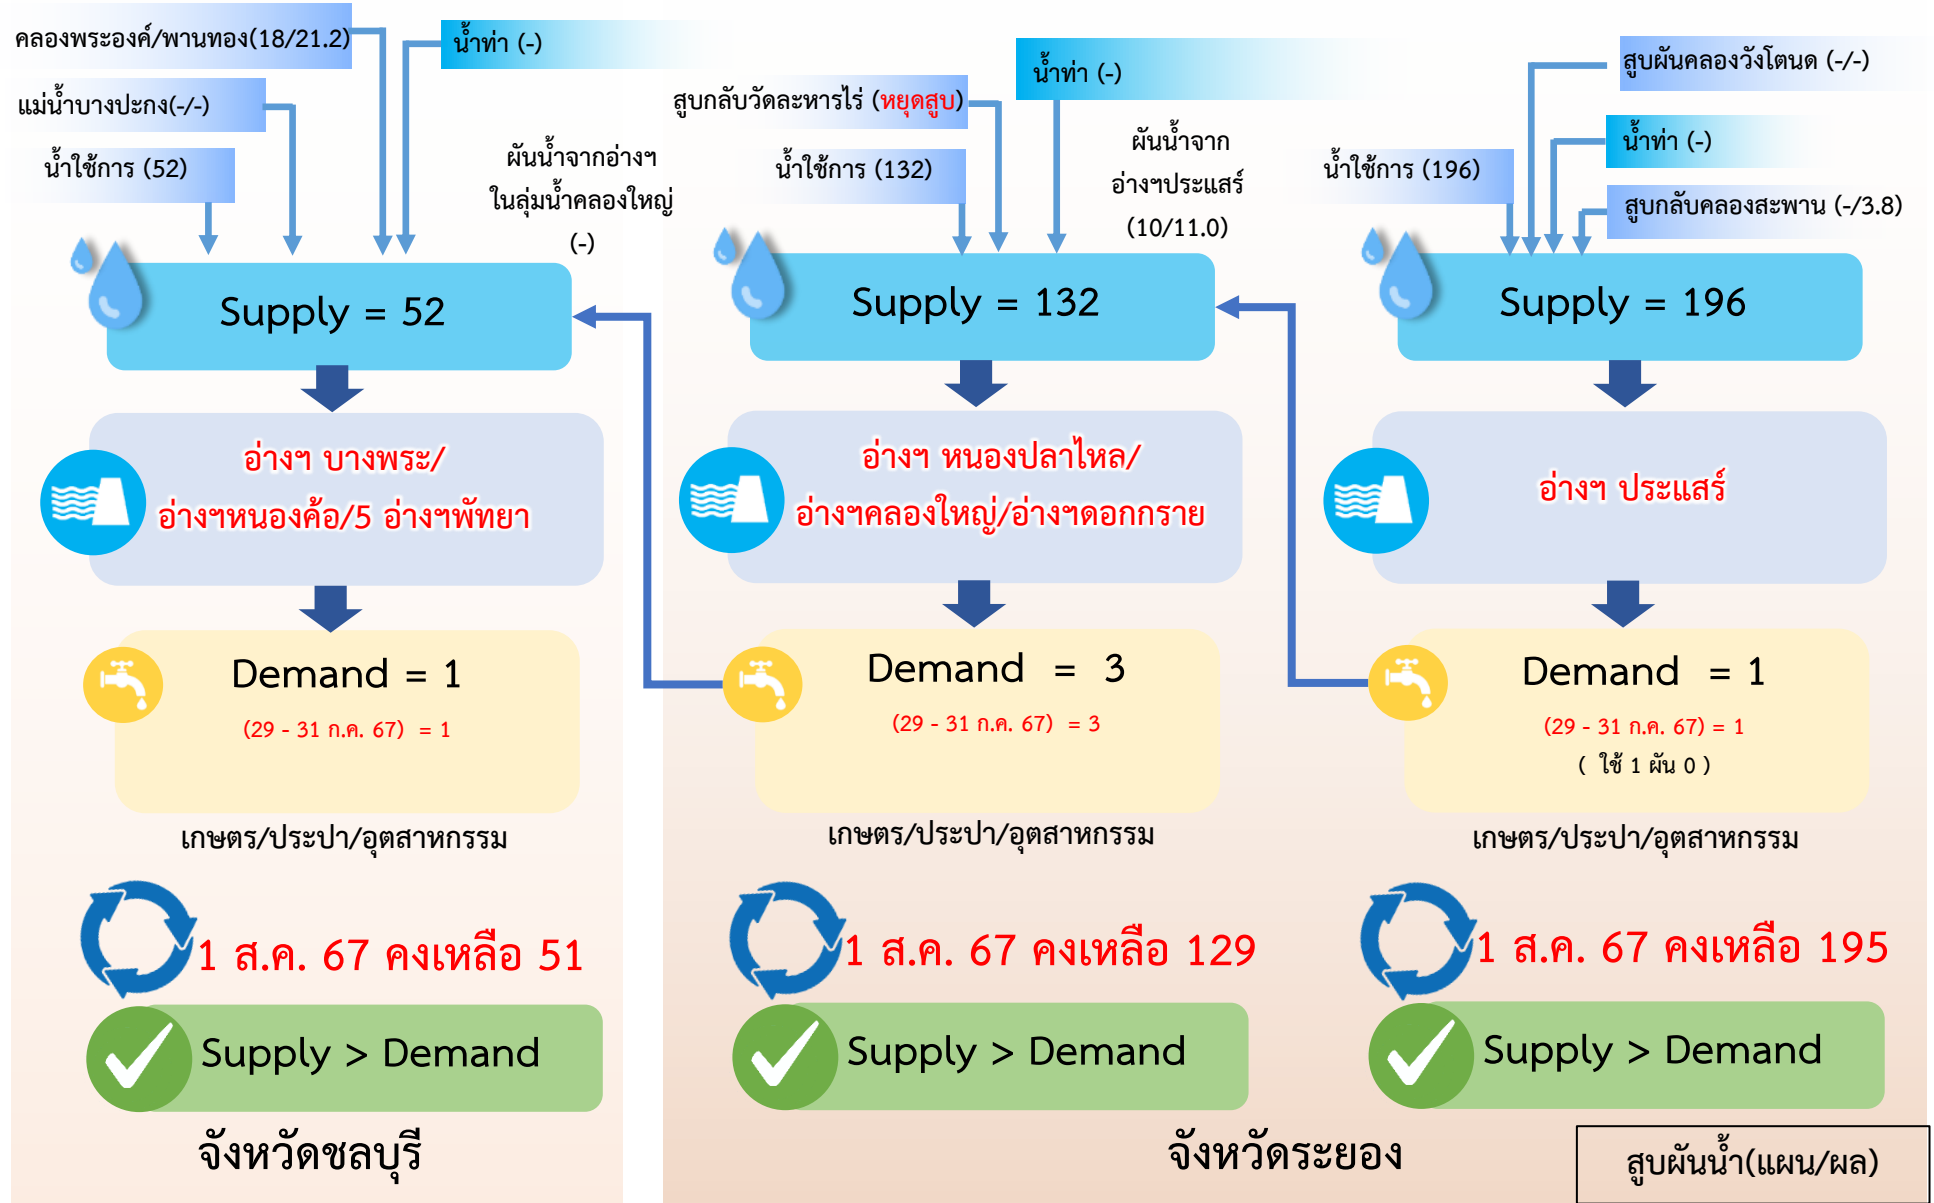 คลองพระองค์/พานทอง(18/21.2)
น้ำท่า (-)
แม่น้ำบางปะกง(-/-)
น้ำใช้การ (52)
ผันน้ำจากอ่างฯ
ในลุ่มน้ำคลองใหญ่
(-)
Supply = 52
อ่างฯ บางพระ/
อ่างฯหนองค้อ/5 อ่างฯพัทยา
Demand = 1
(29 - 31 ก.ค. 67) = 1
เกษตร/ประปา/อุตสาหกรรม
1 ส.ค. 67 คงเหลือ 51
Supply > Demand
จังหวัดชลบุรี
น้ำท่า (-)
สูบกลับวัดละหารไร่ (หยุดสูบ)
น้ำใช้การ (132)
ผันน้ำจาก
อ่างฯประแสร์
(10/11.0)
Supply = 132
อ่างฯ หนองปลาไหล/
อ่างฯคลองใหญ่/อ่างฯดอกกราย
Demand = 3
(29 - 31 ก.ค. 67) = 3
เกษตร/ประปา/อุตสาหกรรม
1 ส.ค. 67 คงเหลือ 129
Supply > Demand
สูบผันคลองวังโตนด (-/-)
น้ำท่า (-)
น้ำใช้การ (196)
สูบกลับคลองสะพาน (-/3.8)
Supply = 196
อ่างฯ ประแสร์
Demand = 1
(29 - 31 ก.ค. 67) = 1
( ใช้ 1 ผัน 0 )
เกษตร/ประปา/อุตสาหกรรม
1 ส.ค. 67 คงเหลือ 195
Supply > Demand
จังหวัดระยอง
สูบผันน้ำ(แผน/ผล)